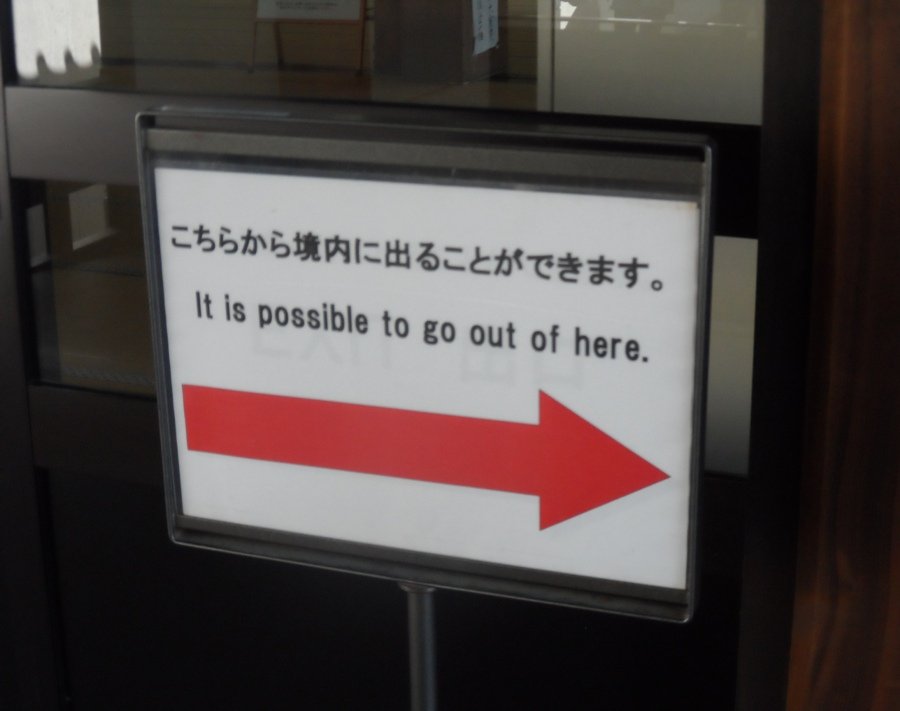 こちらから境内に出ることができます。
It is possible to go out of here.